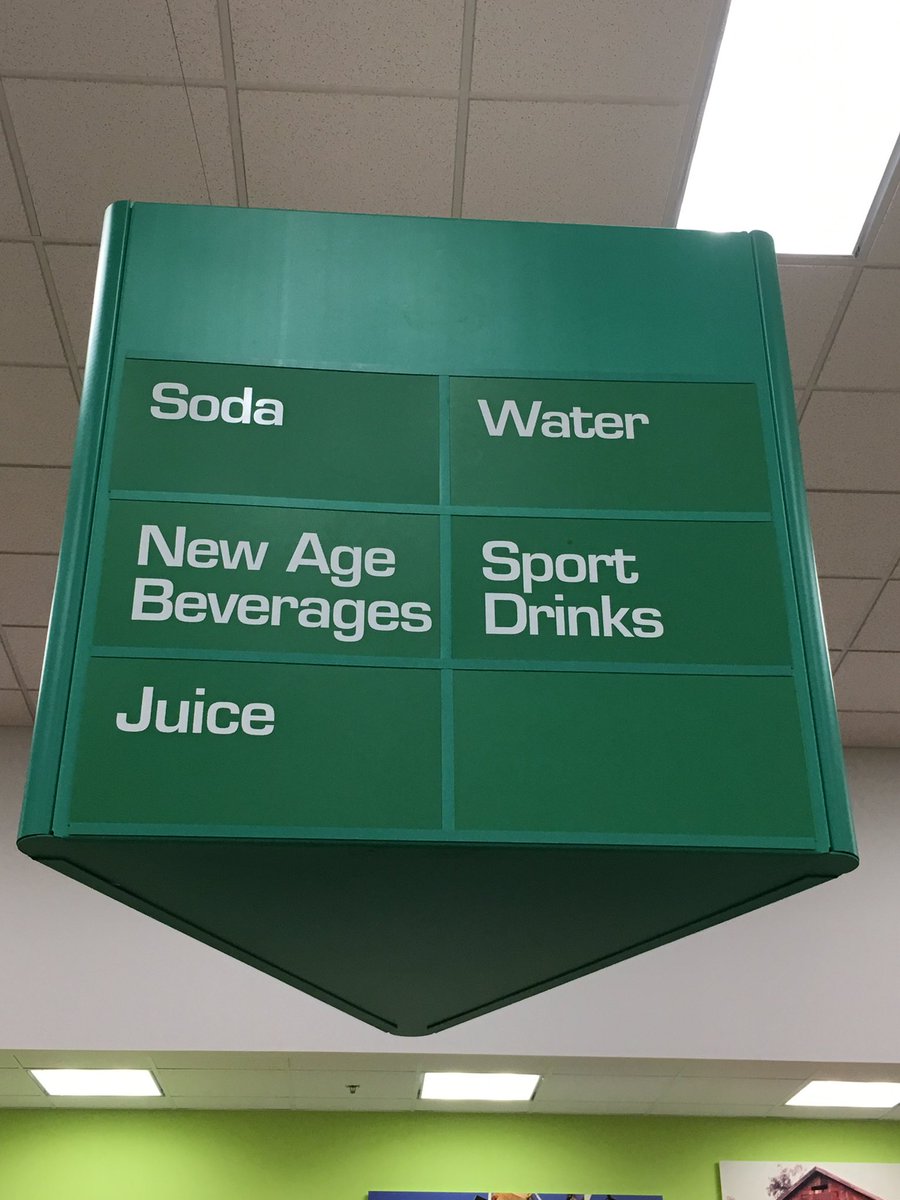 Soda
Water
New Age
Beverages
Sport
Drinks
Juice